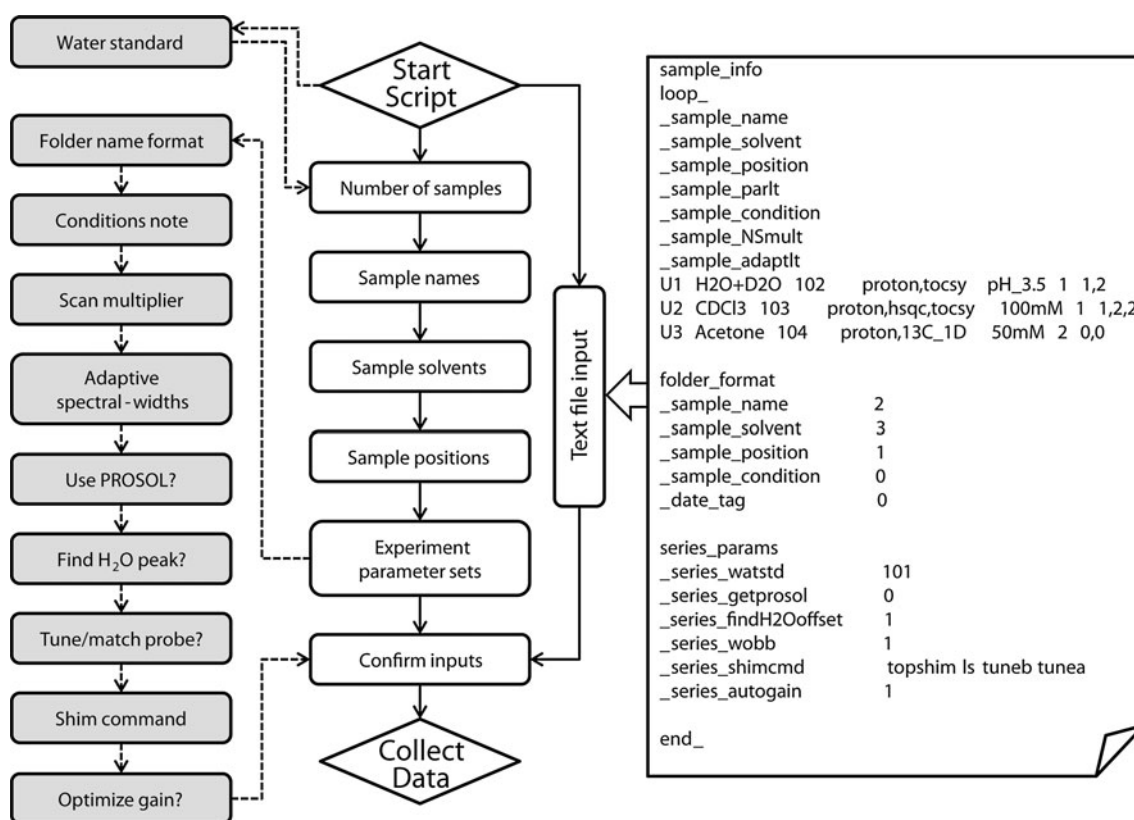 Water standard
Folder name format
Conditions note
Scan multiplier
Adaptive
spectral-widths
Use PROSOL?
Find H₂O peak?
Tune/match probe?
Shim command
Optimize gain?
Start
Script
Number of samples
Sample names
Sample solvents
Sample positions
Experiment
parameter sets
Confirm inputs
Collect
Data
Text file input
sample_info
loop_
_sample_name
_sample_solvent
_sample_position
_sample_parlt
_sample_condition
_sample_NSmult
_sample_adaptlt
U1 H2O+D2O 102 proton,tocsy pH_3.5 1 1,2
U2 CDCl3 103 proton,hsqc,tocsy 100mM 1 1,2,2
U3 Acetone 104 proton,13C_1D 50mM 2 0,0
folder_format
_sample_name 2
_sample_solvent 3
_sample_position 1
_sample_condition 0
_date_tag 0
series_params
_series_watstd 101
_series_getprosol 0
_series_findH2Ooffset 1
_series_wobb 1
_series_shimcmd topshim ls tuneb tunea
_series_autogain 1
end_